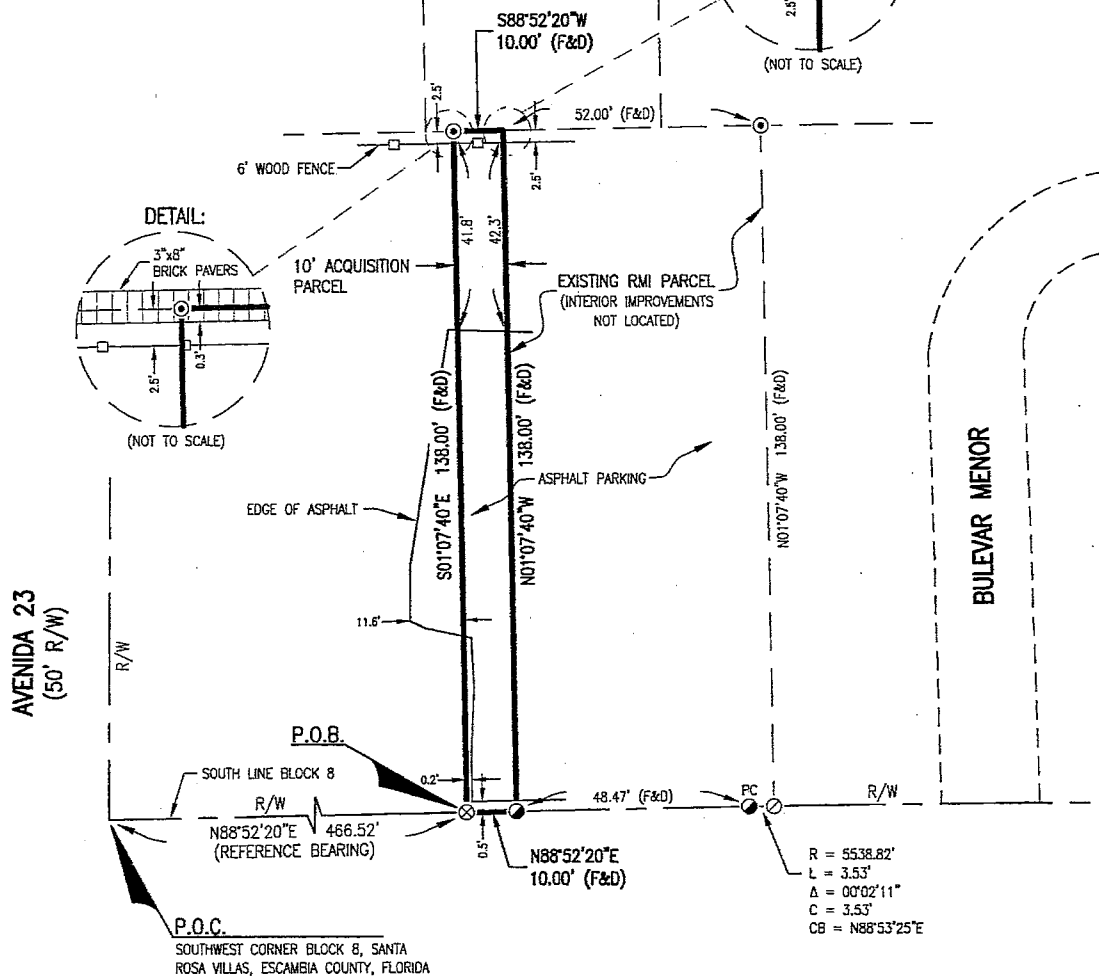 S88°52'20"W
10.00' (F&D)
2.5'
(NOT TO SCALE)
2.5'
52.00' (F&D)
6' WOOD FENCE
2.5'
DETAIL:
3"x8"
BRICK PAVERS
41.8'
42.3'
10' ACQUISITION
PARCEL
EXISTING RMI PARCEL
(INTERIOR IMPROVEMENTS
NOT LOCATED)
2.5'
0.3'
(NOT TO SCALE)
S01°07'40"E 138.00' (F&D)
N01°07'40"W 138.00' (F&D)
N01°07'40"W 138.00' (F&D)
ASPHALT PARKING
EDGE OF ASPHALT
BULEVAR MENOR
AVENIDA 23
(50' R/W)
R/W
11.6'
P.O.B.
SOUTH LINE BLOCK 8
0.2'
R/W
48.47' (F&D)
PC
R/W
N88°52'20"E 466.52'
(REFERENCE BEARING)
0.5'
N88°52'20"E
10.00' (F&D)
R = 5538.82'
L = 3.53'
Δ = 00°02'11"
C = 3.53'
CB = N88°53'25"E
P.O.C.
SOUTHWEST CORNER BLOCK 8, SANTA
ROSA VILLAS, ESCAMBIA COUNTY, FLORIDA